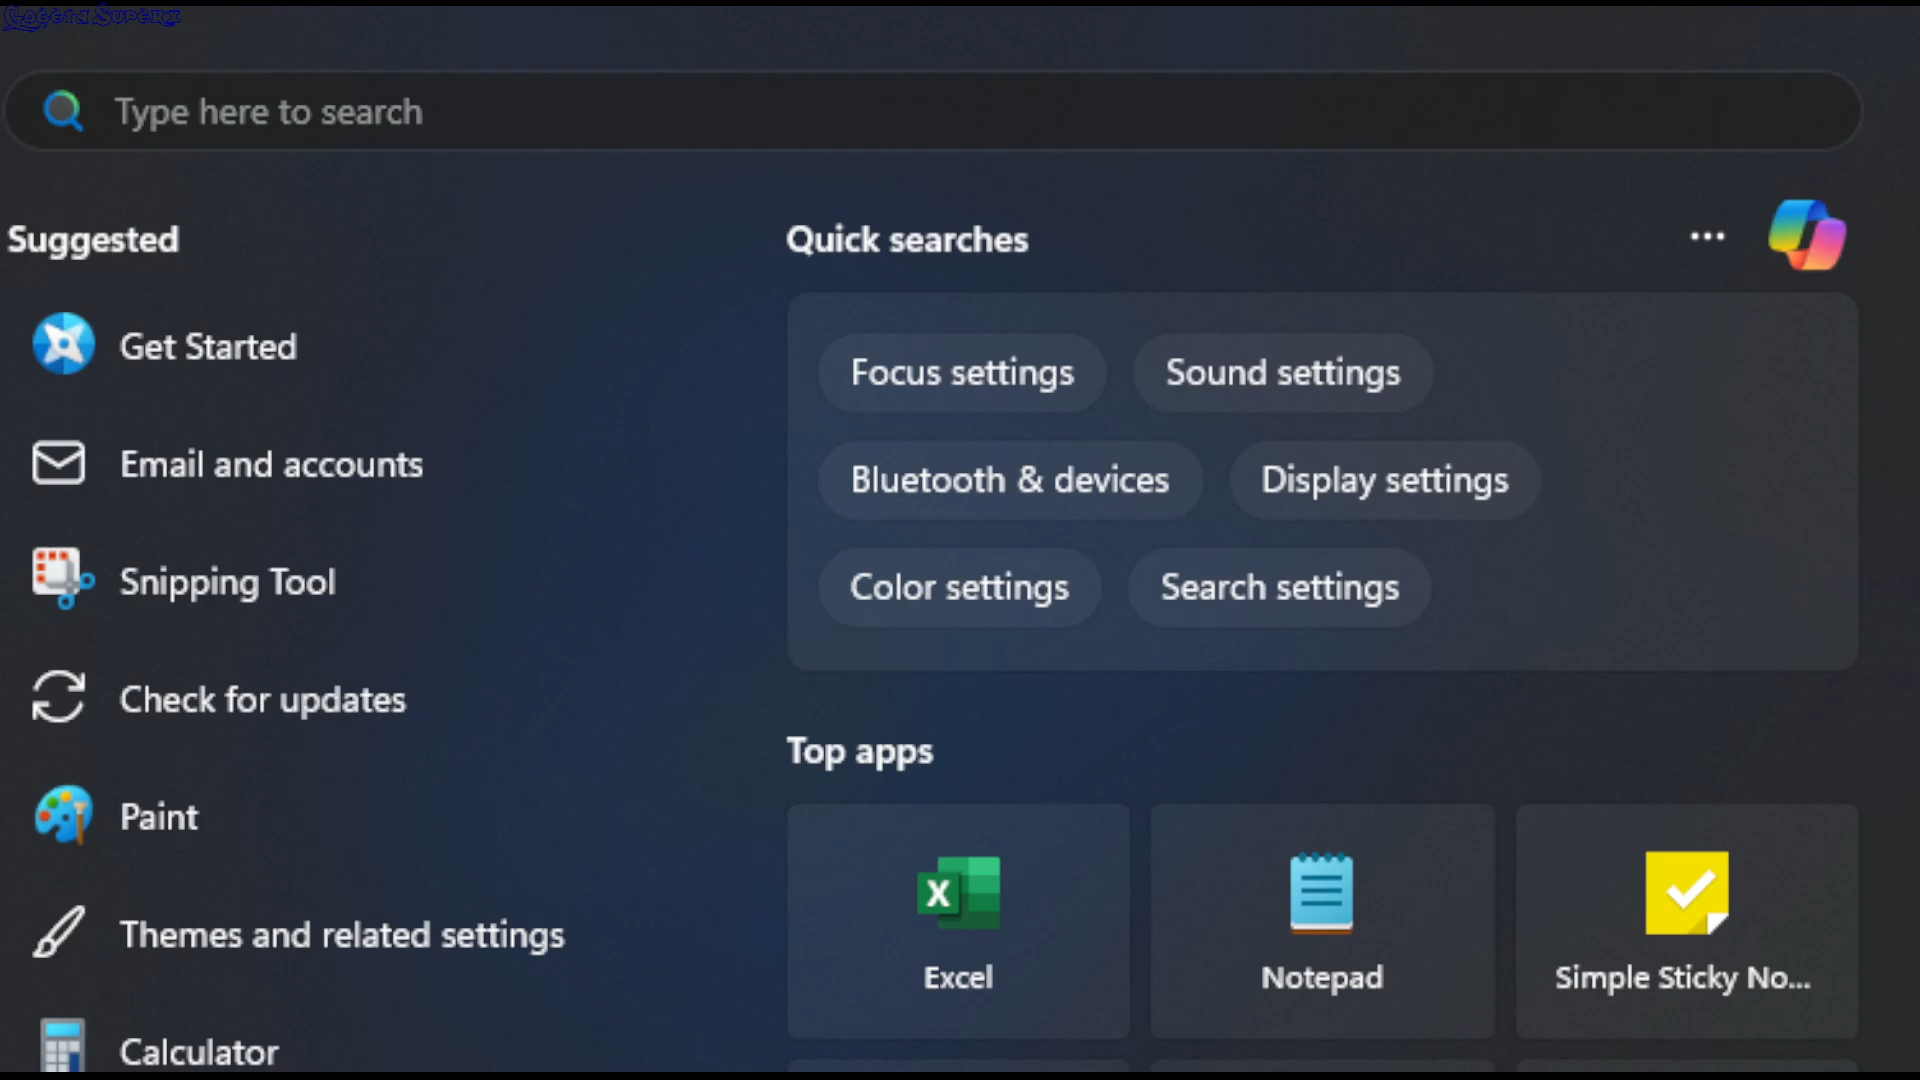 Type here to search
Suggested
Get Started
Email and accounts
Snipping Tool
Check for updates
Paint
Themes and related settings
Calculator
Quick searches
Focus settings
Sound settings
Bluetooth & devices
Display settings
Color settings
Search settings
Top apps
Excel
Notepad
Simple Sticky No...